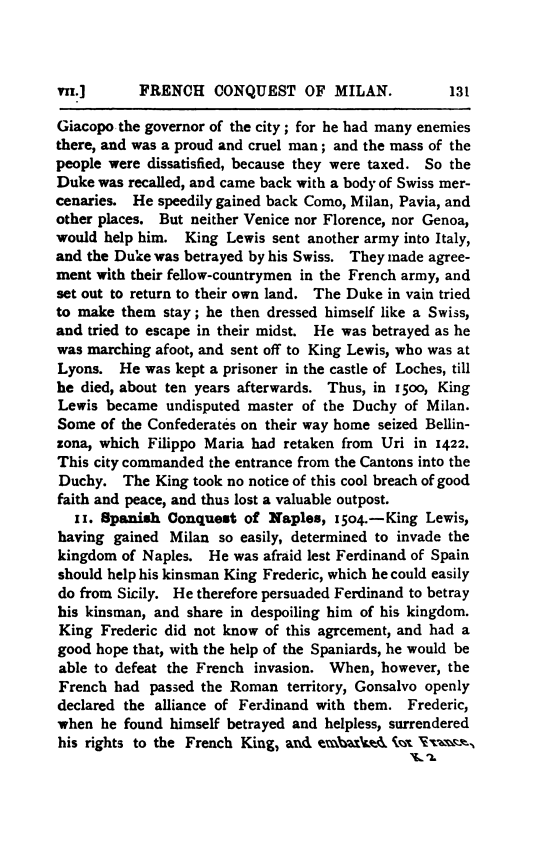 VII.] FRENCH CONQUEST OF MILAN. 131
Giacopo the governor of the city; for he had many enemies
there, and was a proud and cruel man; and the mass of the
people were dissatisfied, because they were taxed. So the
Duke was recalled, and came back with a body of Swiss mer-
cenaries. He speedily gained back Como, Milan, Pavia, and
other places. But neither Venice nor Florence, nor Genoa,
would help him. King Lewis sent another army into Italy,
and the Duke was betrayed by his Swiss. They made agree-
ment with their fellow-countrymen in the French army, and
set out to return to their own land. The Duke in vain tried
to make them stay; he then dressed himself like a Swiss,
and tried to escape in their midst. He was betrayed as he
was marching afoot, and sent off to King Lewis, who was at
Lyons. He was kept a prisoner in the castle of Loches, till
he died, about ten years afterwards. Thus, in 1500, King
Lewis became undisputed master of the Duchy of Milan.
Some of the Confederates on their way home seized Bellin-
zona, which Filippo Maria had retaken from Uri in 1422.
This city commanded the entrance from the Cantons into the
Duchy. The King took no notice of this cool breach of good
faith and peace, and thus lost a valuable outpost.
11. Spanish Conquest of Naples, 1504.—King Lewis,
having gained Milan so easily, determined to invade the
kingdom of Naples. He was afraid lest Ferdinand of Spain
should help his kinsman King Frederic, which he could easily
do from Sicily. He therefore persuaded Ferdinand to betray
his kinsman, and share in despoiling him of his kingdom.
King Frederic did not know of this agreement, and had a
good hope that, with the help of the Spaniards, he would be
able to defeat the French invasion. When, however, the
French had passed the Roman territory, Gonsalvo openly
declared the alliance of Ferdinand with them. Frederic,
when he found himself betrayed and helpless, surrendered
his rights to the French King, and embarked for France,
K 2